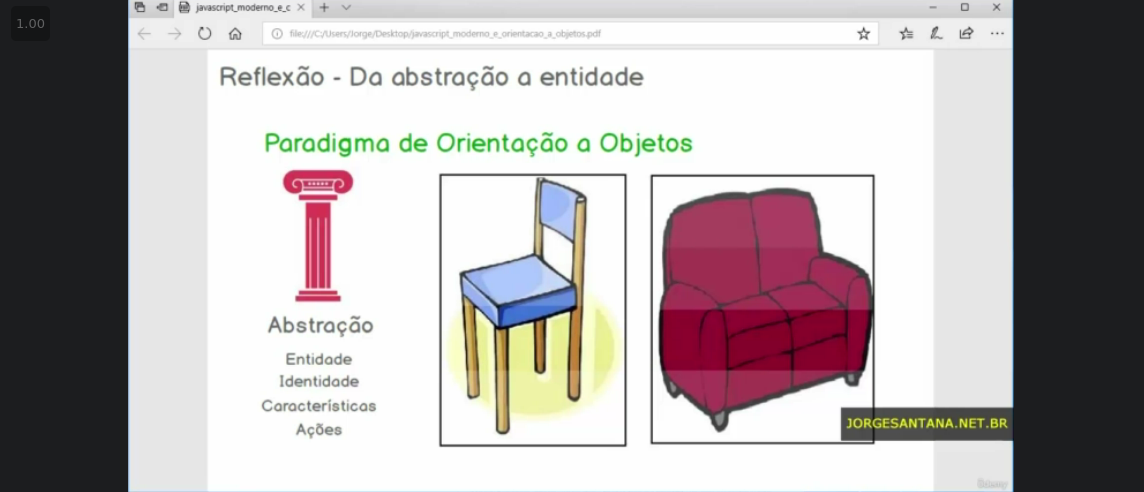 1.00
javascript_moderno_e_c
file:///C:/Users/Jorge/Desktop/javascript_moderno_e_orientacao_a_objetos.pdf
Reflexão - Da abstração a entidade
Paradigma de Orientação a Objetos
Abstração
Entidade
Identidade
Características
Ações
JORGESANTANA.NET.BR
Udemy